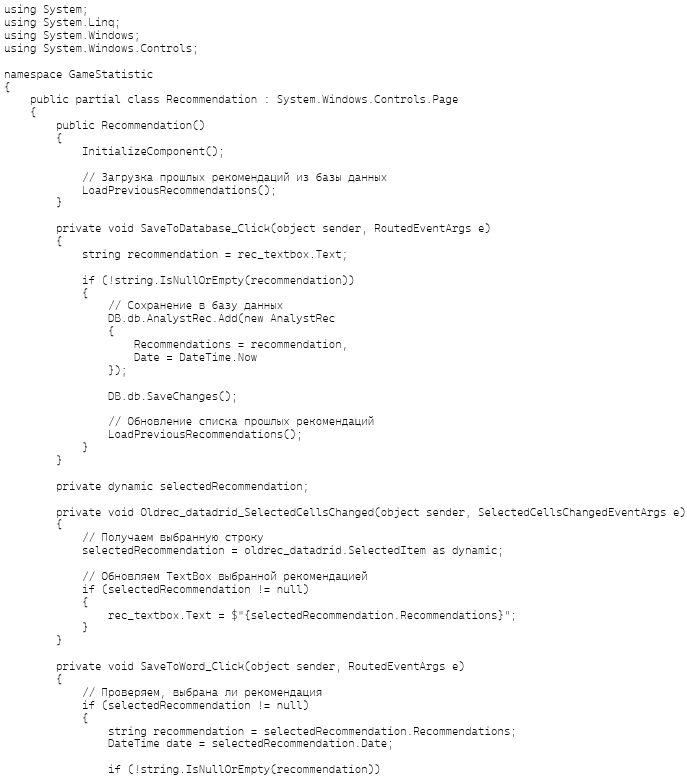 using System;
using System.Linq;
using System.Windows;
using System.Windows.Controls;

namespace GameStatistic
{
    public partial class Recommendation : System.Windows.Controls.Page
    {
        public Recommendation()
        {
            InitializeComponent();

            // Загрузка прошлых рекомендаций из базы данных
            LoadPreviousRecommendations();
        }

        private void SaveToDatabase_Click(object sender, RoutedEventArgs e)
        {
            string recommendation = rec_textbox.Text;

            if (!string.IsNullOrEmpty(recommendation))
            {
                // Сохранение в базу данных
                DB.db.AnalystRec.Add(new AnalystRec
                {
                    Recommendations = recommendation,
                    Date = DateTime.Now
                });

                DB.db.SaveChanges();

                // Обновление списка прошлых рекомендаций
                LoadPreviousRecommendations();
            }
        }

        private dynamic selectedRecommendation;

        private void Oldrec_datadrid_SelectedCellsChanged(object sender, SelectedCellsChangedEventArgs e)
        {
            // Получаем выбранную строку
            selectedRecommendation = oldrec_datadrid.SelectedItem as dynamic;

            // Обновляем TextBox выбранной рекомендацией
            if (selectedRecommendation != null)
            {
                rec_textbox.Text = $"{selectedRecommendation.Recommendations}";
            }
        }

        private void SaveToWord_Click(object sender, RoutedEventArgs e)
        {
            // Проверяем, выбрана ли рекомендация
            if (selectedRecommendation != null)
            {
                string recommendation = selectedRecommendation.Recommendations;
                DateTime date = selectedRecommendation.Date;

                if (!string.IsNullOrEmpty(recommendation))